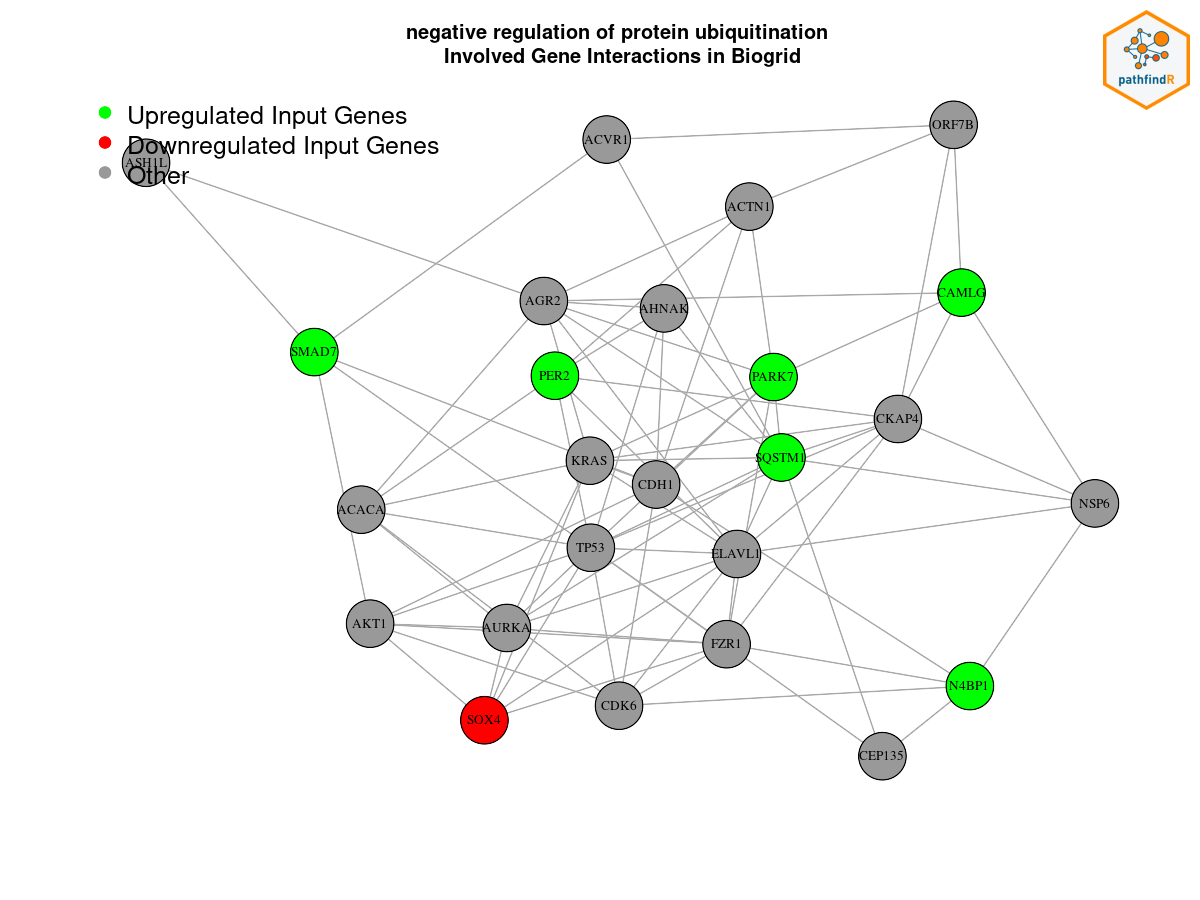 negative regulation of protein ubiquitination
Involved Gene Interactions in Biogrid
pathfindR
Upregulated Input Genes
Downregulated Input Genes
Other
ASH1L
ACVR1
ORF7B
ACTN1
CAMLG
AGR2
AHNAK
SMAD7
PER2
PARK7
CKAP4
KRAS
SQSTM1
CDH1
ACACA
NSP6
TP53
ELAVL1
AKT1
AURKA
FZR1
N4BP1
SOX4
CDK6
CEP135